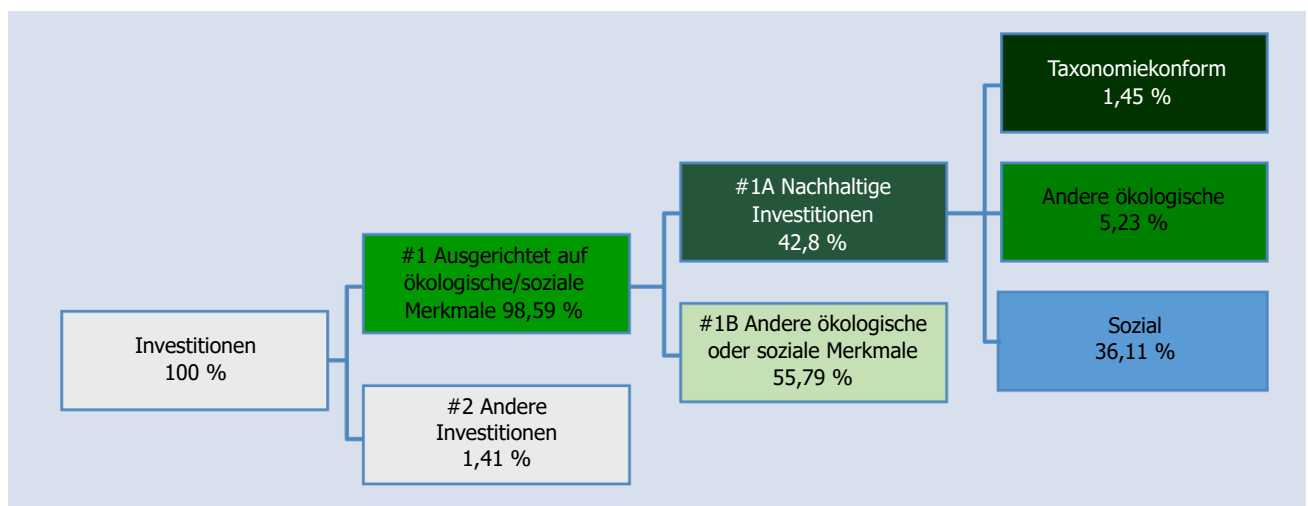 Investitionen
100 %
#1 Ausgerichtet auf
ökologische/soziale
Merkmale 98,59 %
#2 Andere
Investitionen
1,41 %
#1A Nachhaltige
Investitionen
42,8 %
#1B Andere ökologische
oder soziale Merkmale
55,79 %
Taxonomiekonform
1,45 %
Andere ökologische
5,23 %
Sozial
36,11 %